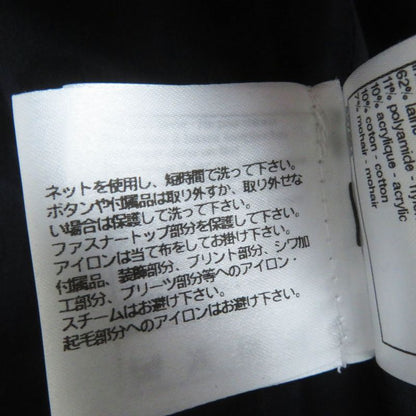 ネットを使用し、短時間で洗って下さい。
ボタンや付属品は取り外すか、取り外せな
い場合は保護して洗って下さい。
ファスナートップ部分を保護して下さい。
アイロンは当て布をしてお掛け下さい。
付属品、装飾部分、プリント部分、シワ加
工部分、プリーツ部分等へのアイロン・
スチームはお避け下さい。
起毛部分へのアイロンはお避け下さい。
62% lain
11% polyamide - nyl
10% acrylique - acryli
10% coton - cotton
7% mohair - mohair